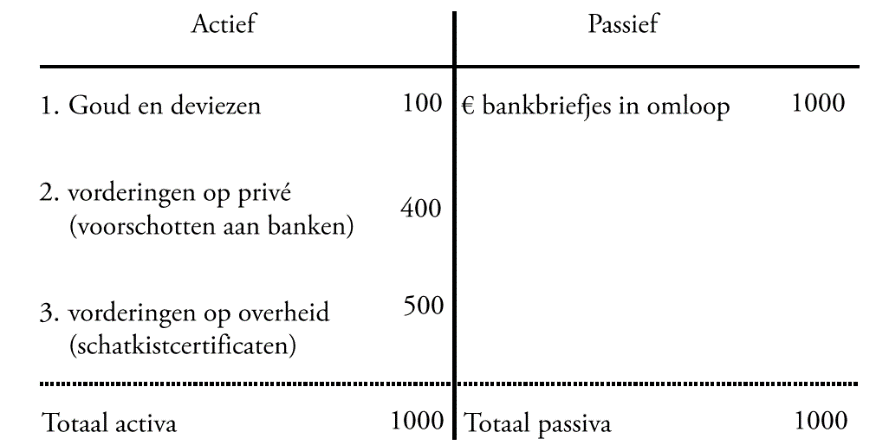 Actief Passief
1. Goud en deviezen 100 € bankbriefjes in omloop 1000
2. vorderingen op privé
(voorschotten aan banken) 400
3. vorderingen op overheid 500
(schatkistcertificaten)
Totaal activa 1000 Totaal passiva 1000